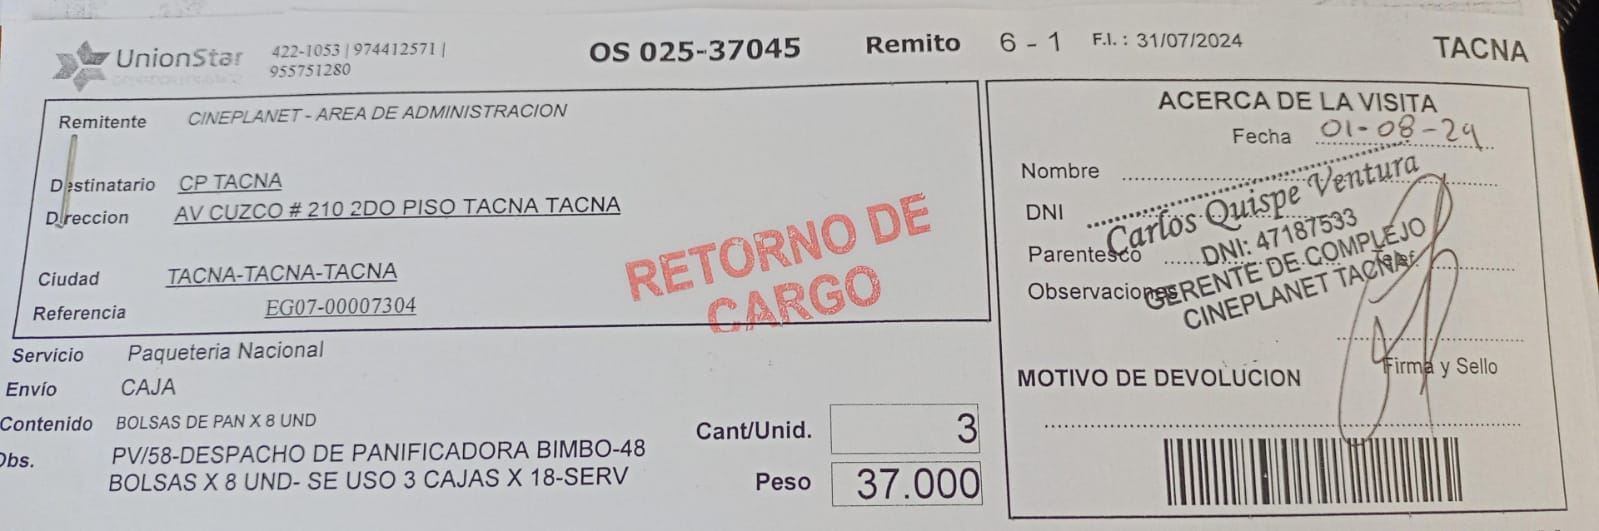 UnionStar
422-1053 | 974412571 |
955751280
OS 025-37045
Remito 6 - 1
F.I. : 31/07/2024
TACNA
Remitente CINEPLANET - AREA DE ADMINISTRACION
Destinatario CP TACNA
Direccion AV CUZCO # 210 2DO PISO TACNA TACNA
Ciudad TACNA-TACNA-TACNA
Referencia EG07-00007304
RETORNO DE
CARGO
Servicio Paqueteria Nacional
Envío CAJA
Contenido BOLSAS DE PAN X 8 UND
Obs. PV/58-DESPACHO DE PANIFICADORA BIMBO-48
BOLSAS X 8 UND- SE USO 3 CAJAS X 18-SERV
Cant/Unid. 3
Peso 37.000
ACERCA DE LA VISITA
Fecha 01-08-24
Nombre
DNI
Parentesco
Observaciones
Carlos Quispe Ventura
DNI: 47187533
GERENTE DE COMPLEJO
CINEPLANET TACNA
Firma y Sello
MOTIVO DE DEVOLUCION